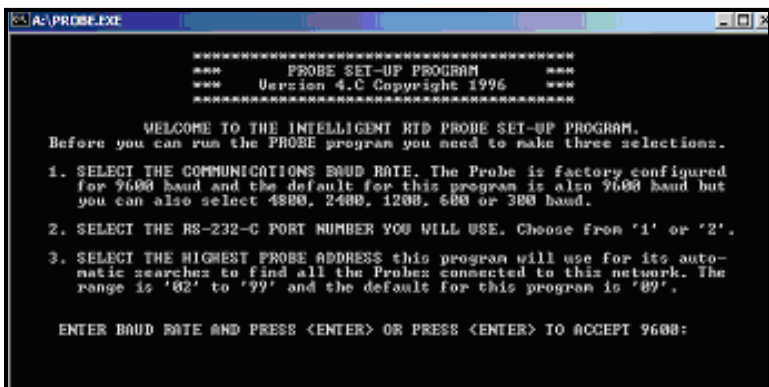 A:\PROBE.EXE
******************************************
*** PROBE SET-UP PROGRAM ***
*** Version 4.C Copyright 1996 ***
******************************************
WELCOME TO THE INTELLIGENT RTD PROBE SET-UP PROGRAM.
Before you can run the PROBE program you need to make three selections.
1. SELECT THE COMMUNICATIONS BAUD RATE. The Probe is factory configured
for 9600 baud and the default for this program is also 9600 baud but
you can also select 4800, 2400, 1200, 600 or 300 baud.
2. SELECT THE RS-232-C PORT NUMBER YOU WILL USE. Choose from '1' or '2'.
3. SELECT THE HIGHEST PROBE ADDRESS this program will use for its auto-
matic searches to find all the Probes connected to this network. The
range is '02' to '99' and the default for this program is '09'.
ENTER BAUD RATE AND PRESS <ENTER> OR PRESS <ENTER> TO ACCEPT 9600: